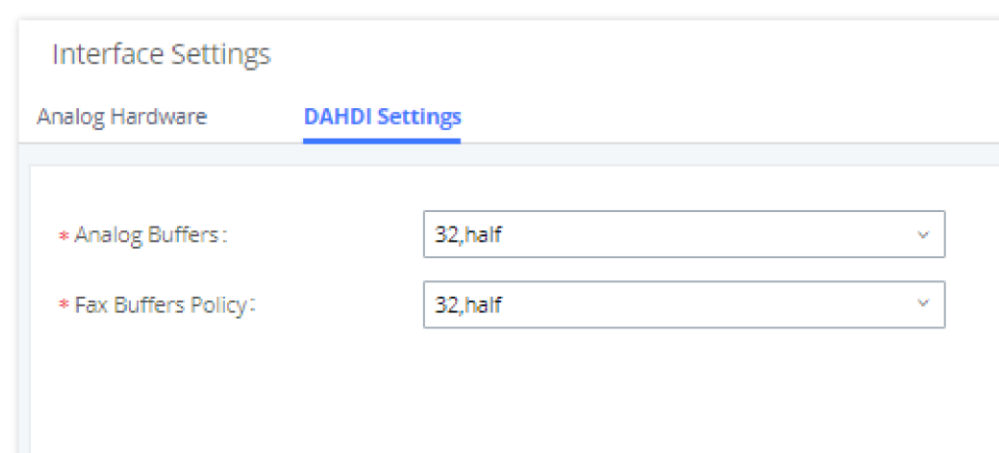 Interface Settings
Analog Hardware DAHDI Settings
* Analog Buffers: 32,half
* Fax Buffers Policy: 32,half